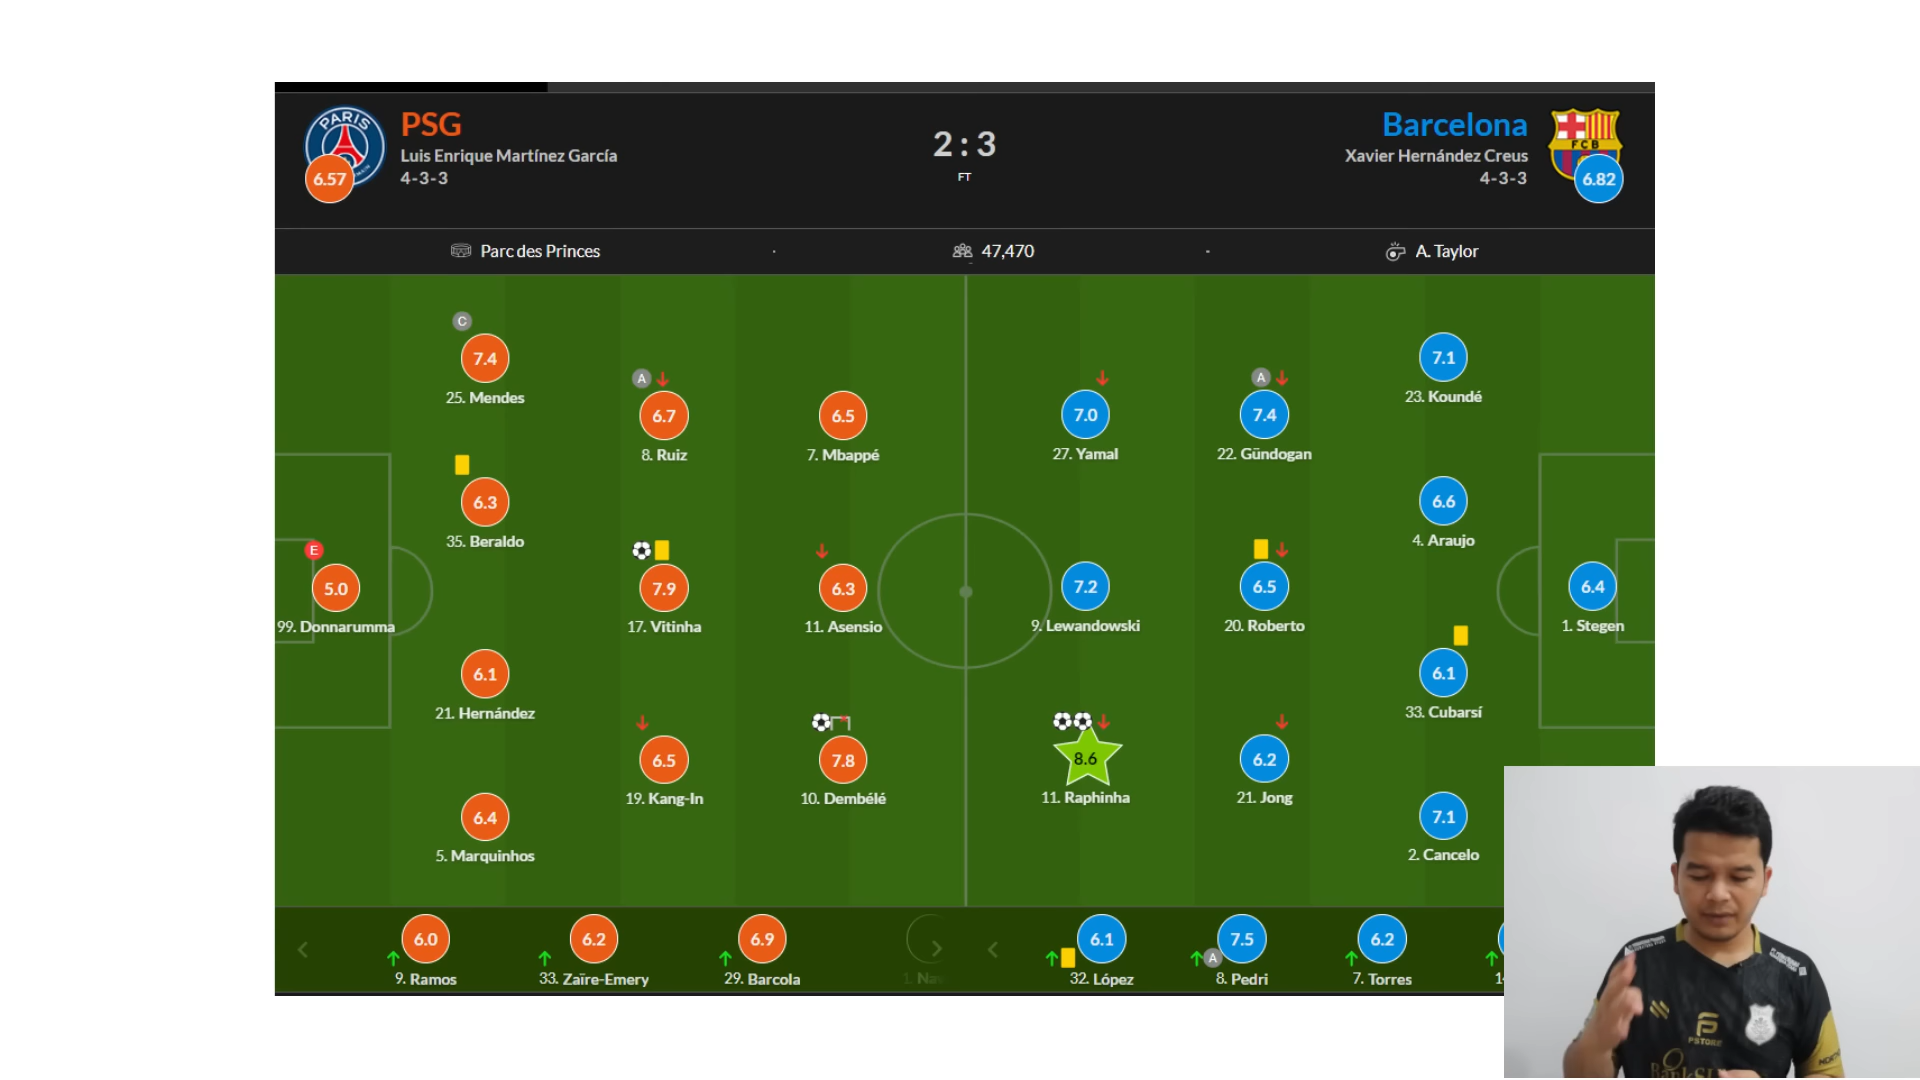 PARIS
PSG
Luis Enrique Martínez García
4-3-3
6.57
2 : 3
FT
Barcelona
Xavier Hernández Creus
4-3-3
FCB
6.82
Parc des Princes
47,470
A. Taylor
C
7.4
25. Mendes
6.3
35. Beraldo
E
5.0
99. Donnarumma
6.1
21. Hernández
6.4
5. Marquinhos
A
6.7
8. Ruiz
7.9
17. Vitinha
6.5
19. Kang-In
6.5
7. Mbappé
6.3
11. Asensio
7.8
10. Dembélé
7.0
27. Yamal
7.2
9. Lewandowski
8.6
11. Raphinha
A
7.4
22. Gündogan
6.5
20. Roberto
6.2
21. Jong
7.1
23. Koundé
6.6
4. Araujo
6.1
33. Cubarsí
7.1
2. Cancelo
6.4
1. Stegen
6.0
9. Ramos
6.2
33. Zaïre-Emery
6.9
29. Barcola
6.1
32. López
A
7.5
8. Pedri
6.2
7. Torres
PSTORE